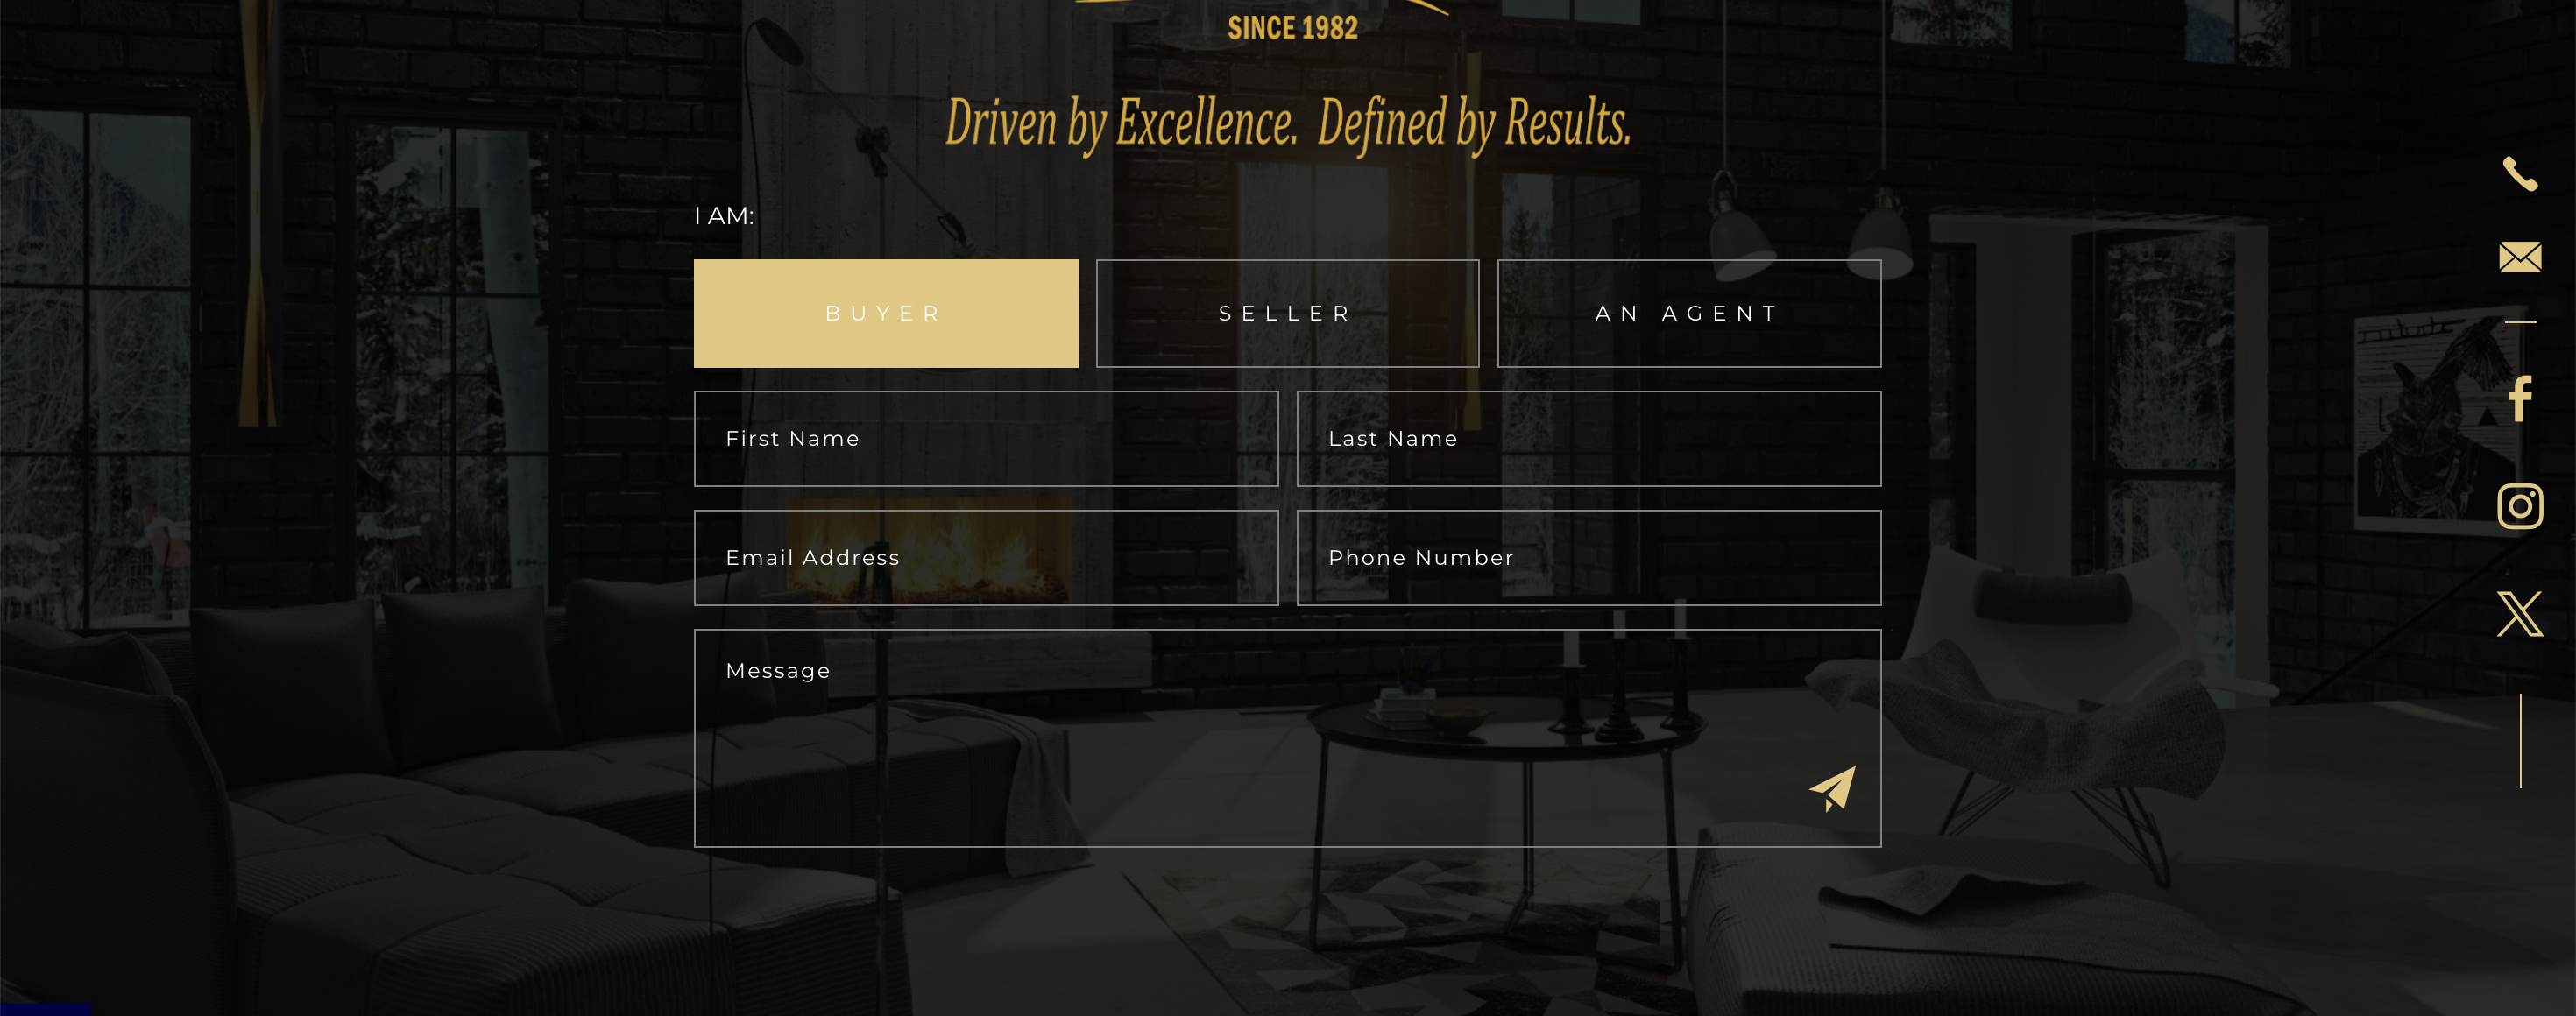 SINCE 1982
Driven by Excellence. Defined by Results.
I AM:
BUYER SELLER AN AGENT
First Name Last Name
Email Address Phone Number
Message